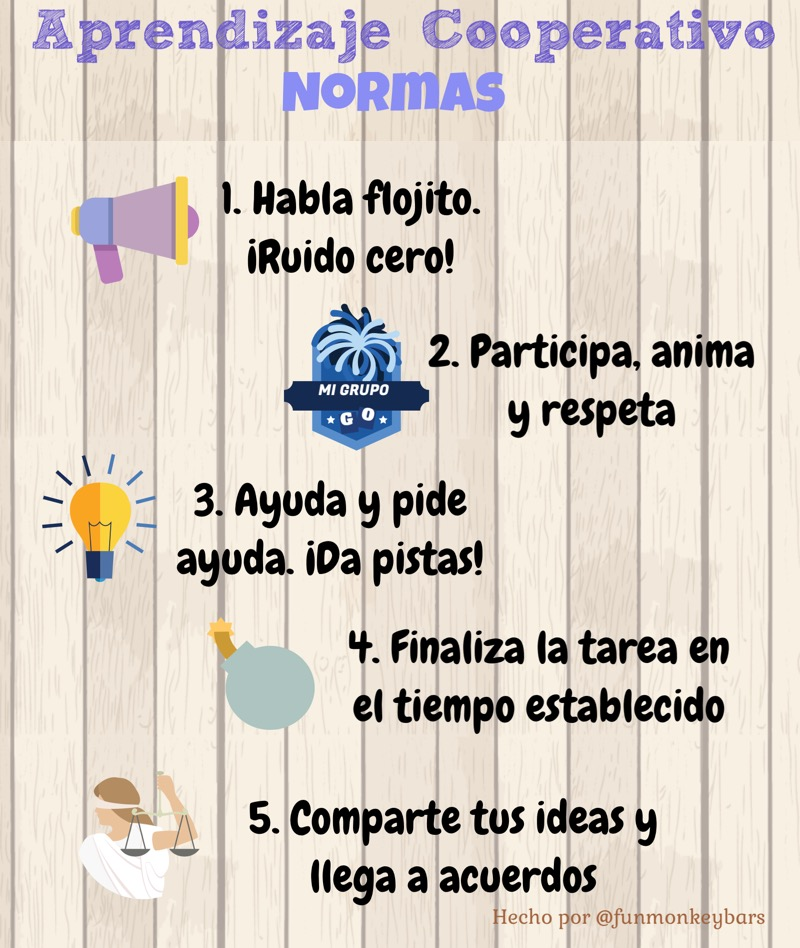 Aprendizaje Cooperativo
NORMAS
1. Habla flojito.
¡Ruido cero!
MI GRUPO
GO
2. Participa, anima
y respeta
3. Ayuda y pide
ayuda. ¡Da pistas!
4. Finaliza la tarea en
el tiempo establecido
5. Comparte tus ideas y
llega a acuerdos
Hecho por @funmonkeybars